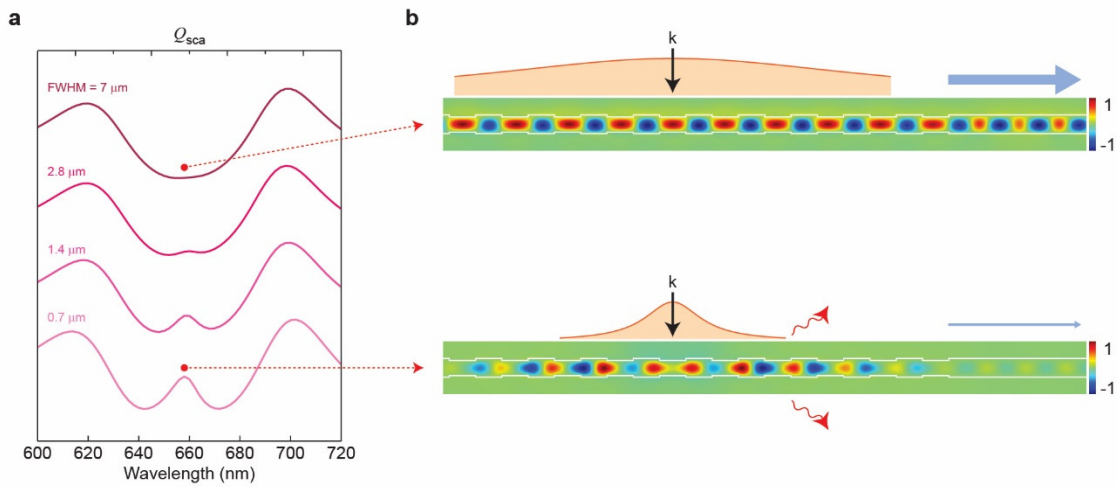 a
Q_sca
FWHM = 7 μm
2.8 μm
1.4 μm
0.7 μm
600 620 640 660 680 700 720
Wavelength (nm)
b
k
1
-1
k
1
-1